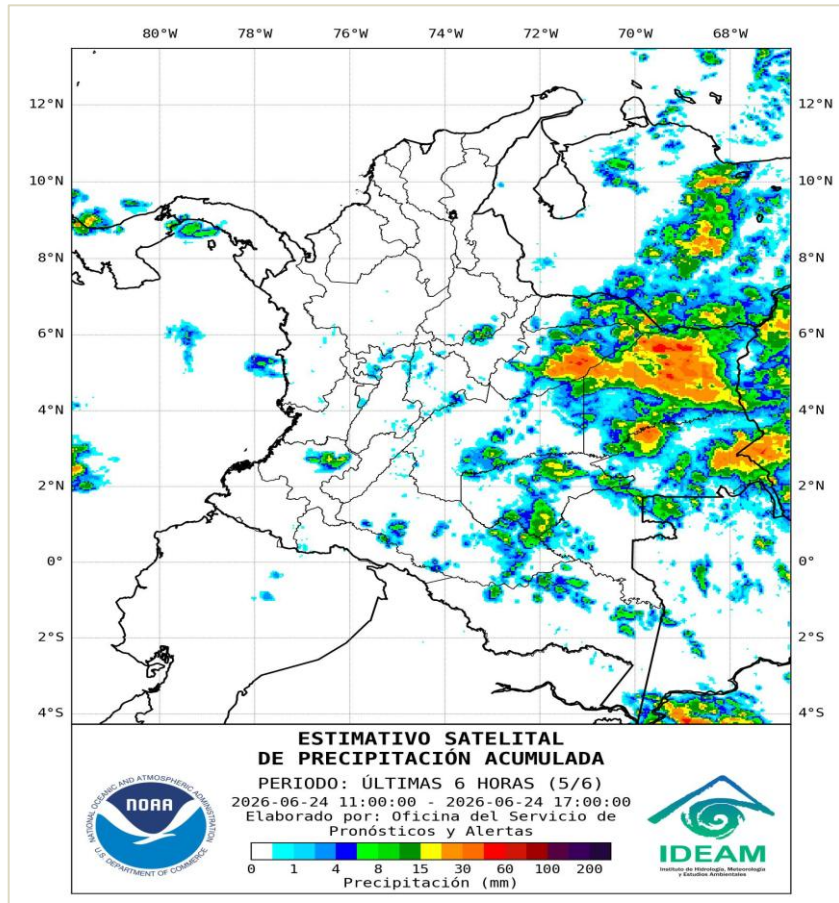 80°W 78°W 76°W 74°W 72°W 70°W 68°W
12°N 12°N
10°N 10°N
8°N 8°N
6°N 6°N
4°N 4°N
2°N 2°N
0° 0°
2°S 2°S
4°S 4°S
ESTIMATIVO SATELITAL
DE PRECIPITACIÓN ACUMULADA
PERIODO: ÚLTIMAS 6 HORAS (5/6)
2026-06-24 11:00:00 - 2026-06-24 17:00:00
Elaborado por: Oficina del Servicio de
Pronósticos y Alertas
0 1 4 8 15 30 60 100 200
Precipitación (mm)
NATIONAL OCEANIC AND ATMOSPHERIC ADMINISTRATION
NOAA
U.S. DEPARTMENT OF COMMERCE
IDEAM
Instituto de Hidrología, Meteorología
y Estudios Ambientales